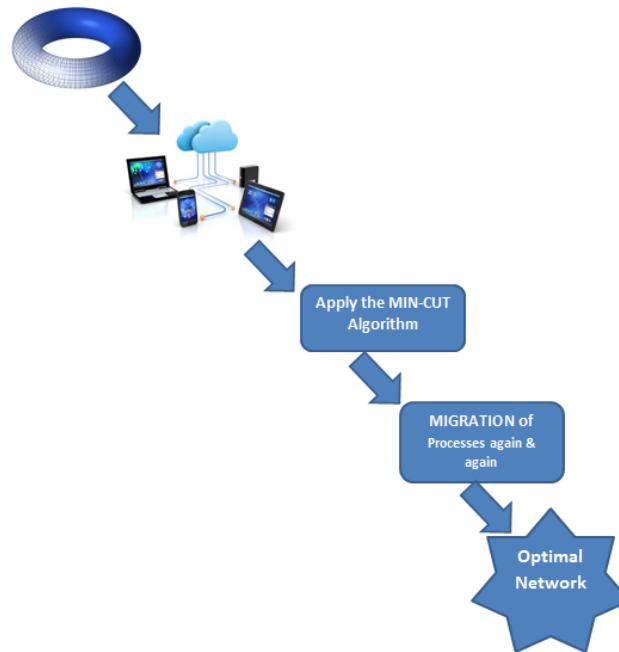 Apply the MIN-CUT
Algorithm
MIGRATION of
Processes again &
again
Optimal
Network